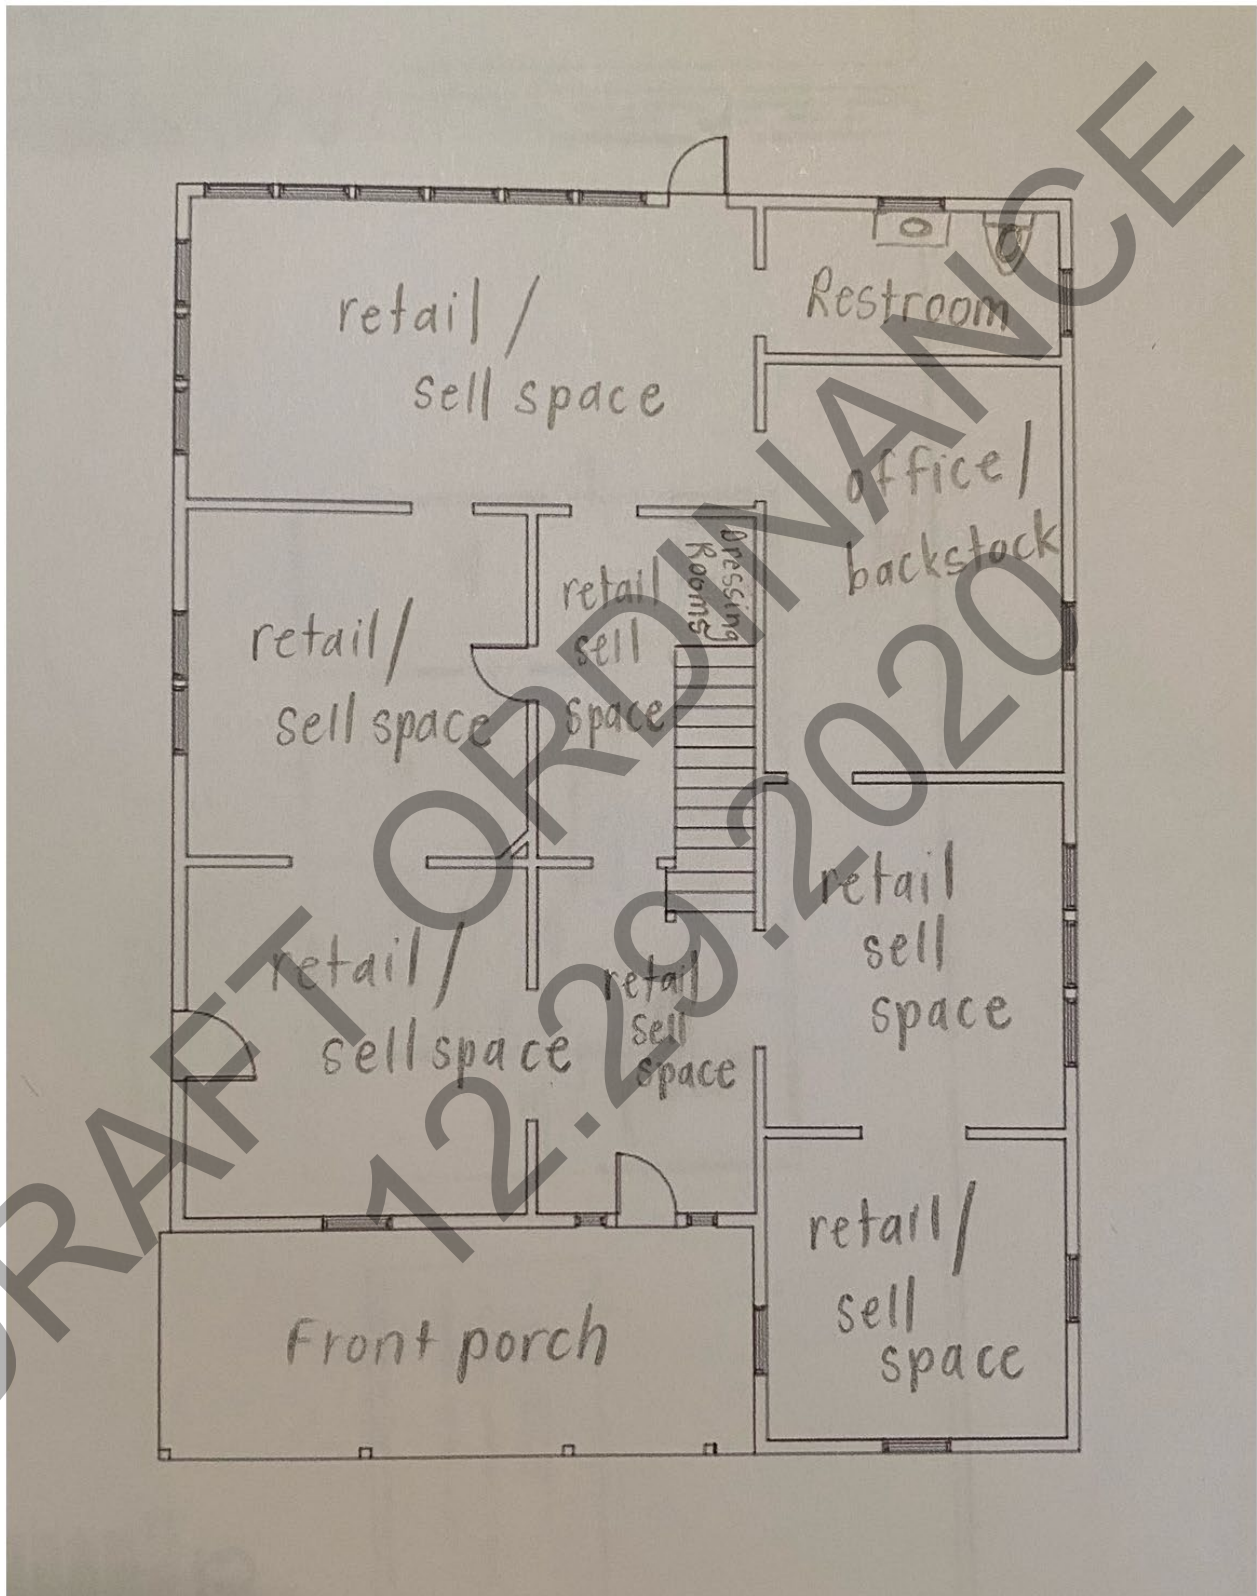 retail /
sell space
Restroom
office /
backstock
Dressing
Rooms
retail
sell
space
retail /
sell space
retail /
sell space
retail
sell
space
retail
sell
space
retail /
sell
space
Front porch
DRAFT ORDINANCE
12.29.2020